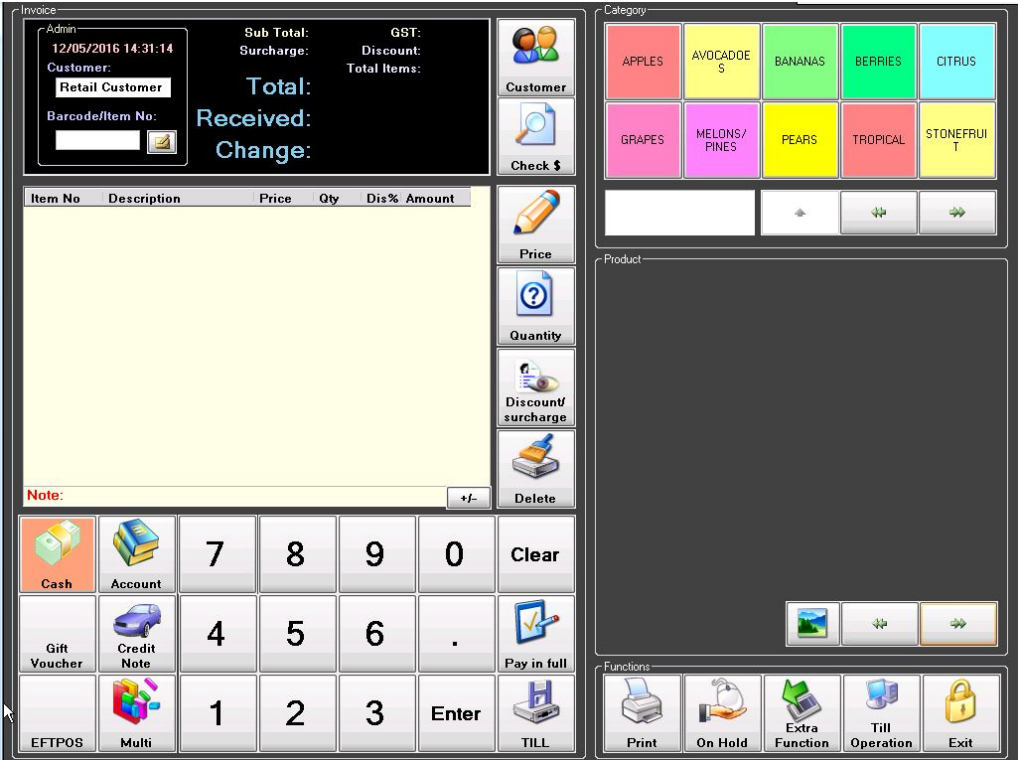 Invoice
Admin
12/05/2016 14:31:14
Customer:
Retail Customer
Barcode/Item No:
Sub Total:
GST:
Surcharge:
Discount:
Total Items:
Total:
Received:
Change:
Customer
Check $
Item No Description Price Qty Dis% Amount
Note:
+/-
Price
Quantity
Discount/
surcharge
Delete
Cash
Account
7
8
9
0
Clear
Gift
Voucher
Credit
Note
4
5
6
.
Pay in full
EFTPOS
Multi
1
2
3
Enter
TILL
Category
APPLES
AVOCADOE
S
BANANAS
BERRIES
CITRUS
GRAPES
MELONS/
PINES
PEARS
TROPICAL
STONEFRUI
T
Product
Functions
Print
On Hold
Extra
Function
Till
Operation
Exit